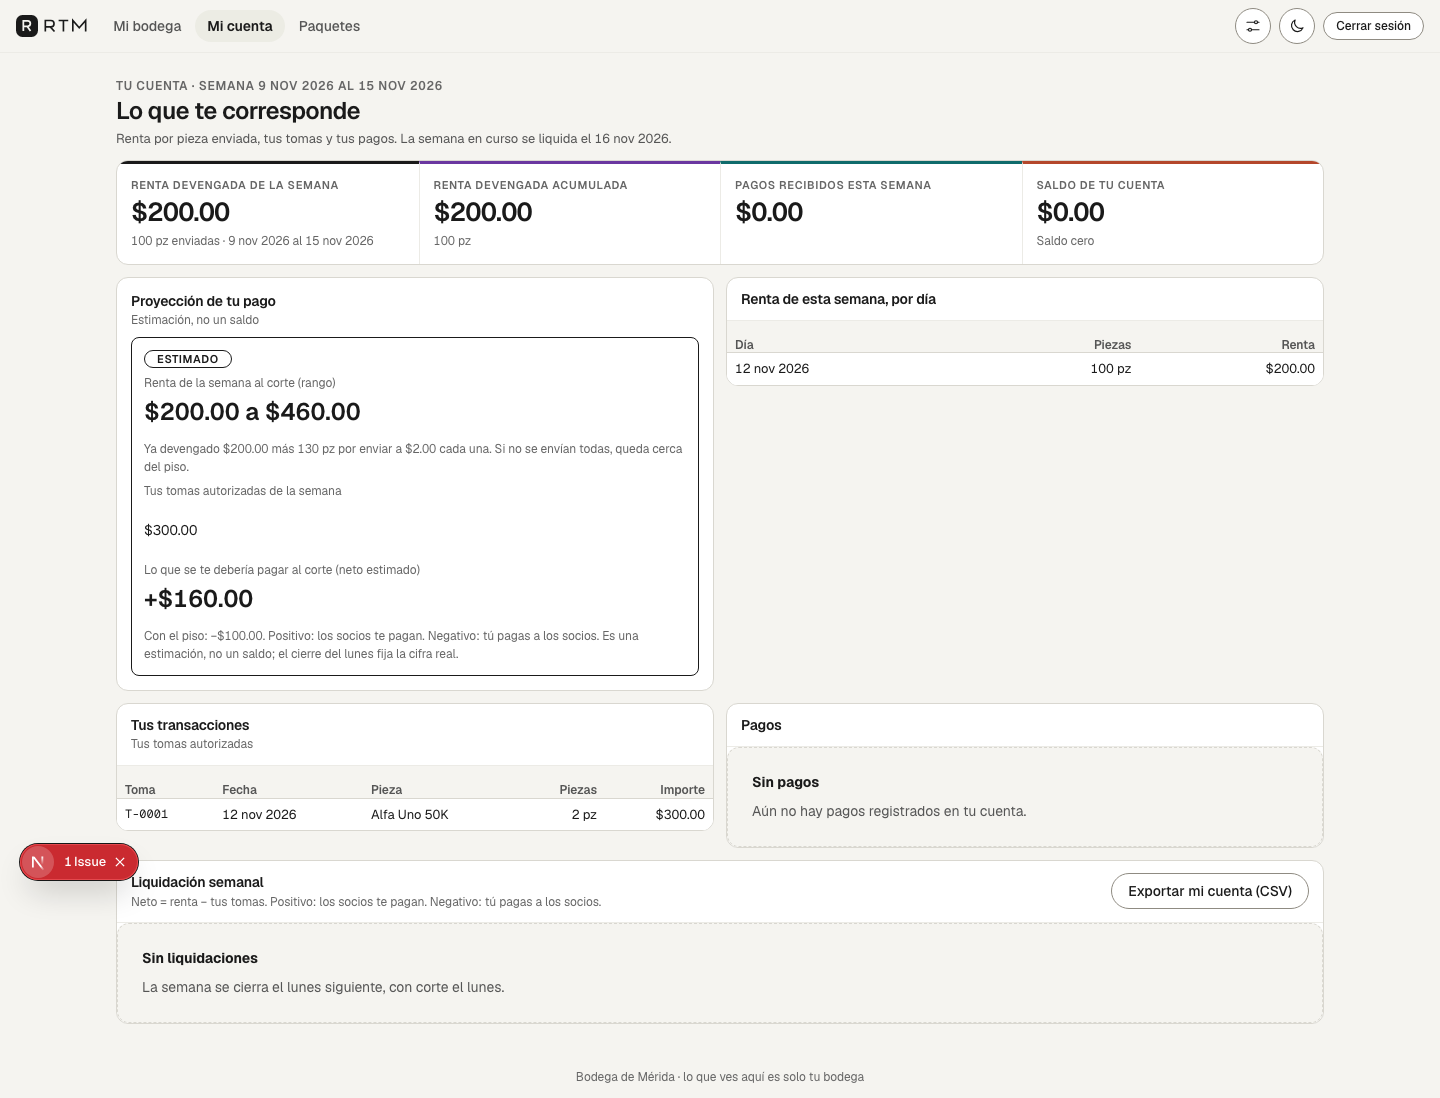 R RTM
Mi bodega
Mi cuenta
Paquetes
Cerrar sesión
TU CUENTA · SEMANA 9 NOV 2026 AL 15 NOV 2026
Lo que te corresponde
Renta por pieza enviada, tus tomas y tus pagos. La semana en curso se liquida el 16 nov 2026.
RENTA DEVENGADA DE LA SEMANA
$200.00
100 pz enviadas · 9 nov 2026 al 15 nov 2026
RENTA DEVENGADA ACUMULADA
$200.00
100 pz
PAGOS RECIBIDOS ESTA SEMANA
$0.00
SALDO DE TU CUENTA
$0.00
Saldo cero
Proyección de tu pago
Estimación, no un saldo
ESTIMADO
Renta de la semana al corte (rango)
$200.00 a $460.00
Ya devengado $200.00 más 130 pz por enviar a $2.00 cada una. Si no se envían todas, queda cerca
del piso.
Tus tomas autorizadas de la semana
$300.00
Lo que se te debería pagar al corte (neto estimado)
+$160.00
Con el piso: −$100.00. Positivo: los socios te pagan. Negativo: tú pagas a los socios. Es una
estimación, no un saldo; el cierre del lunes fija la cifra real.
Renta de esta semana, por día
Día Piezas Renta
12 nov 2026 100 pz $200.00
Tus transacciones
Tus tomas autorizadas
Toma Fecha Pieza Piezas Importe
T-0001 12 nov 2026 Alfa Uno 50K 2 pz $300.00
Pagos
Sin pagos
Aún no hay pagos registrados en tu cuenta.
1 Issue
Liquidación semanal
Neto = renta − tus tomas. Positivo: los socios te pagan. Negativo: tú pagas a los socios.
Exportar mi cuenta (CSV)
Sin liquidaciones
La semana se cierra el lunes siguiente, con corte el lunes.
Bodega de Mérida · lo que ves aquí es solo tu bodega